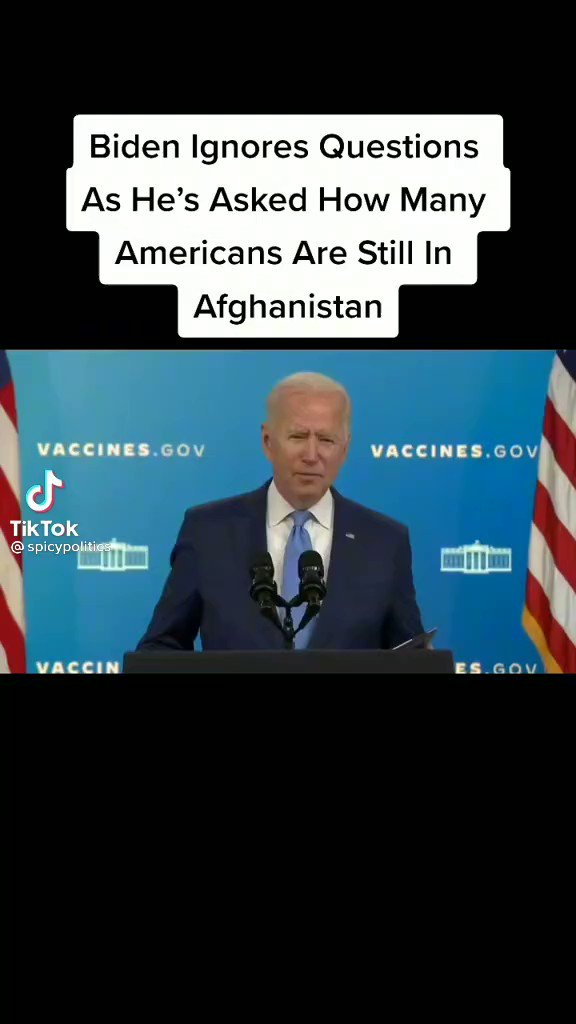 Biden Ignores Questions
As He's Asked How Many
Americans Are Still In
Afghanistan
VACCINES.GOV
VACCINES.GOV
TikTok
@spicypolitics
VACCIN
ES.GOV